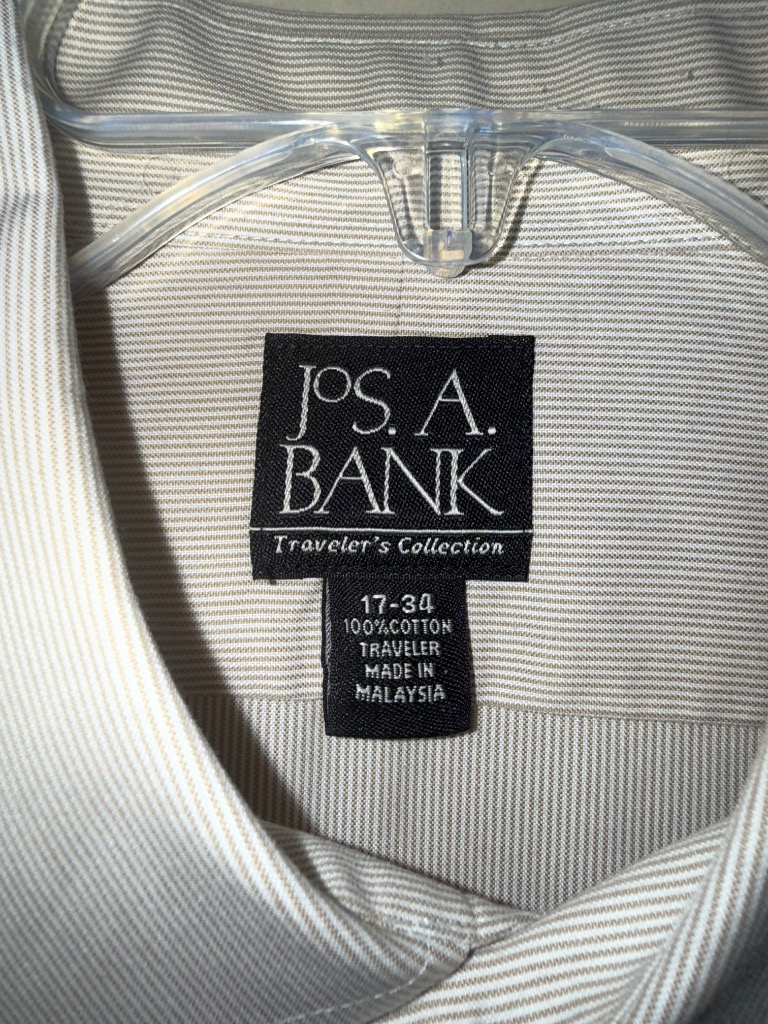 JOS. A.
BANK
Traveler's Collection
17-34
100%COTTON
TRAVELER
MADE IN
MALAYSIA